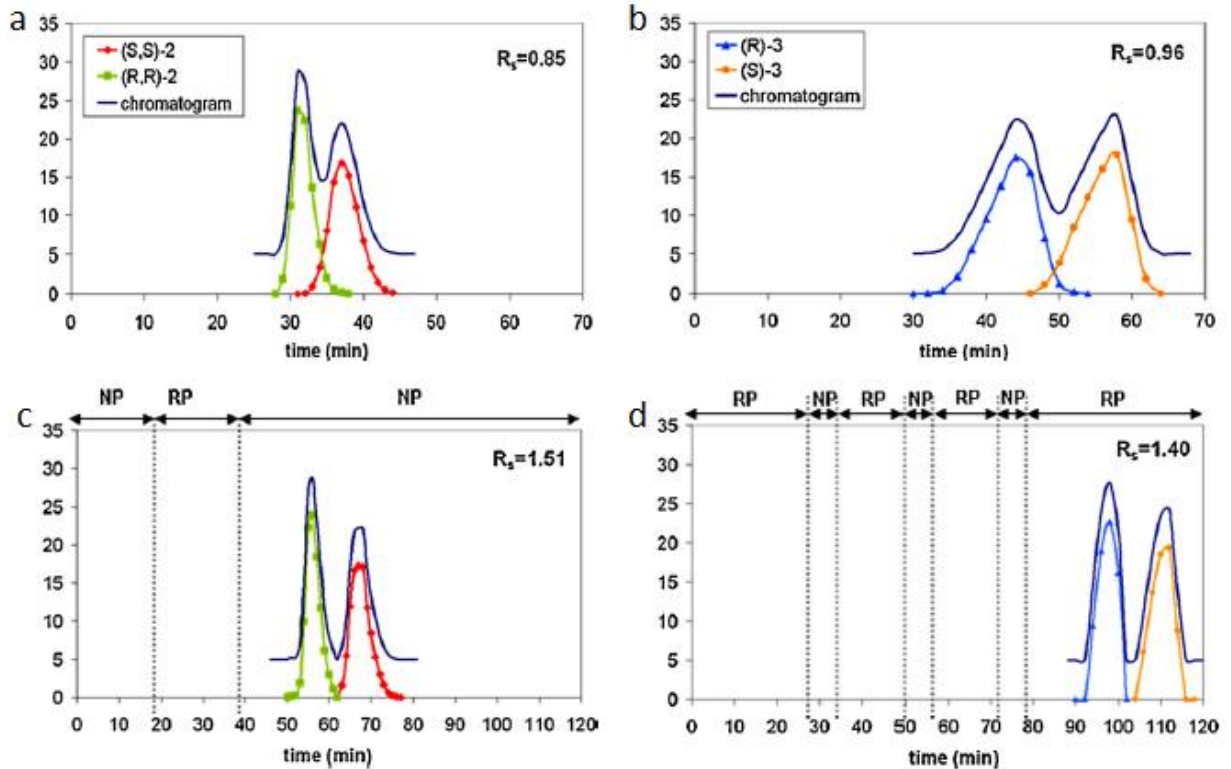 a
35
30
25
20
15
10
5
0
(S,S)-2
(R,R)-2
chromatogram
Rs=0.85
0 10 20 30 40 50 60 70
time (min)
b
35
30
25
20
15
10
5
0
(R)-3
(S)-3
chromatogram
Rs=0.96
0 10 20 30 40 50 60 70
time (min)
NP RP NP
c
35
30
25
20
15
10
5
0
Rs=1.51
0 10 20 30 40 50 60 70 80 90 100 110 120
time (min)
RP NP RP NP RP NP RP
d
35
30
25
20
15
10
5
0
Rs=1.40
0 10 20 30 40 50 60 70 80 90 100 110 120
time (min)